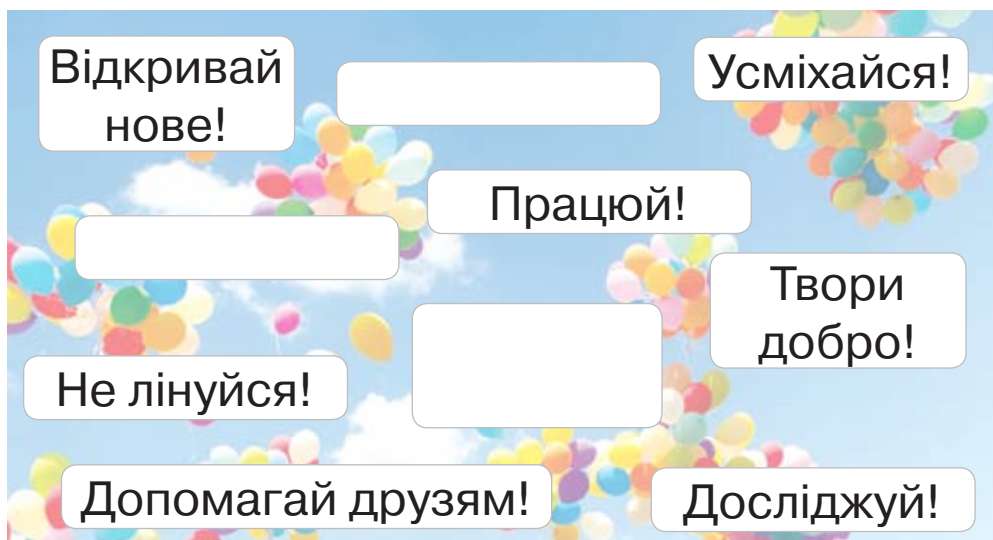 Відкривай
нове!
Усміхайся!
Працюй!
Твори
добро!
Не лінуйся!
Допомагай друзям!
Досліджуй!